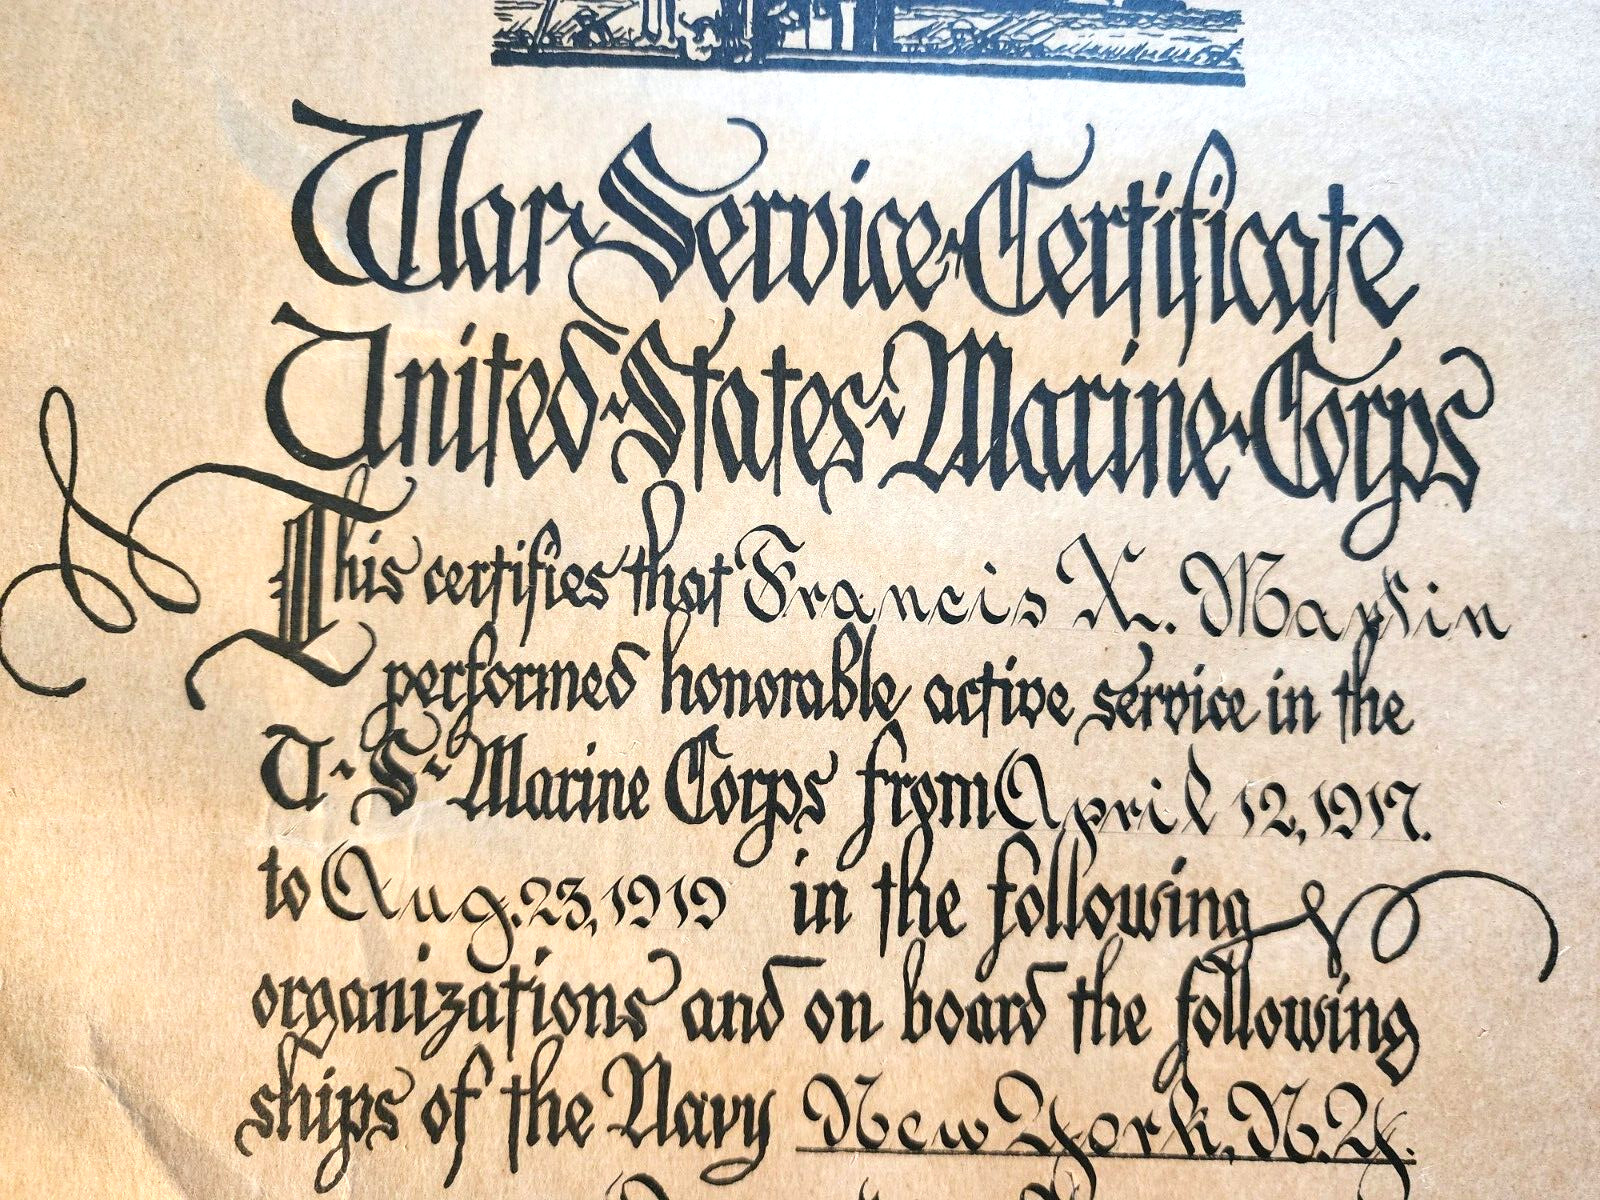 War Service Certificate
United States Marine Corps
This certifies that Francis X. Maylin
performed honorable active service in the
U. S. Marine Corps from April 12, 1917.
to Aug. 23, 1919 in the following
organizations and on board the following
ships of the Navy New York, N.Y.